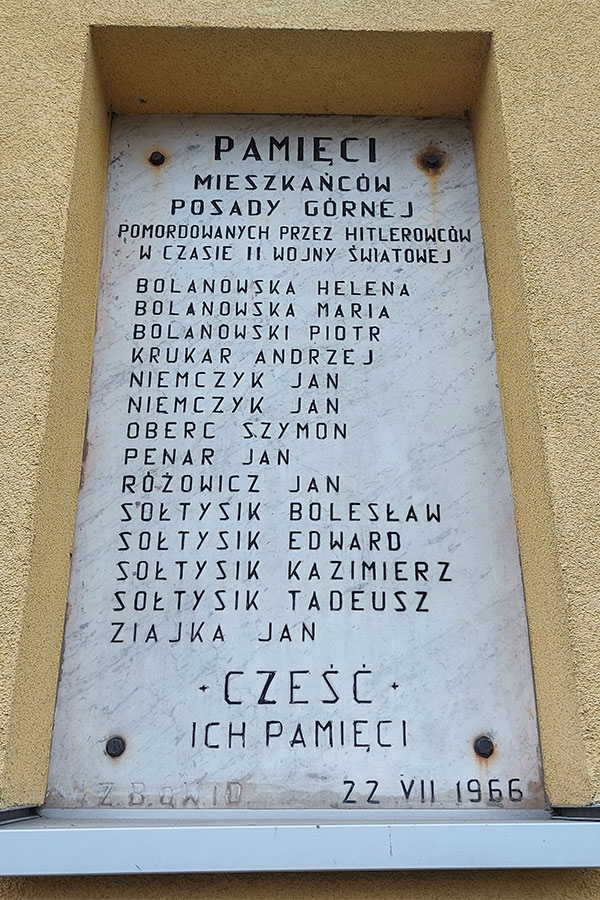 PAMIĘCI
MIESZKAŃCÓW
POSADY GÓRNEJ
POMORDOWANYCH PRZEZ HITLEROWCÓW
W CZASIE II WOJNY ŚWIATOWEJ
BOLANOWSKA HELENA
BOLANOWSKA MARIA
BOLANOWSKI PIOTR
KRUKAR ANDRZEJ
NIEMCZYK JAN
NIEMCZYK JAN
OBERC SZYMON
PENAR JAN
RÓŻOWICZ JAN
SOŁTYSIK BOLESŁAW
SOŁTYSIK EDWARD
SOŁTYSIK KAZIMIERZ
SOŁTYSIK TADEUSZ
ZIAJKA JAN
CZEŚĆ
ICH PAMIĘCI
Z.B.OWID 22 VII 1966